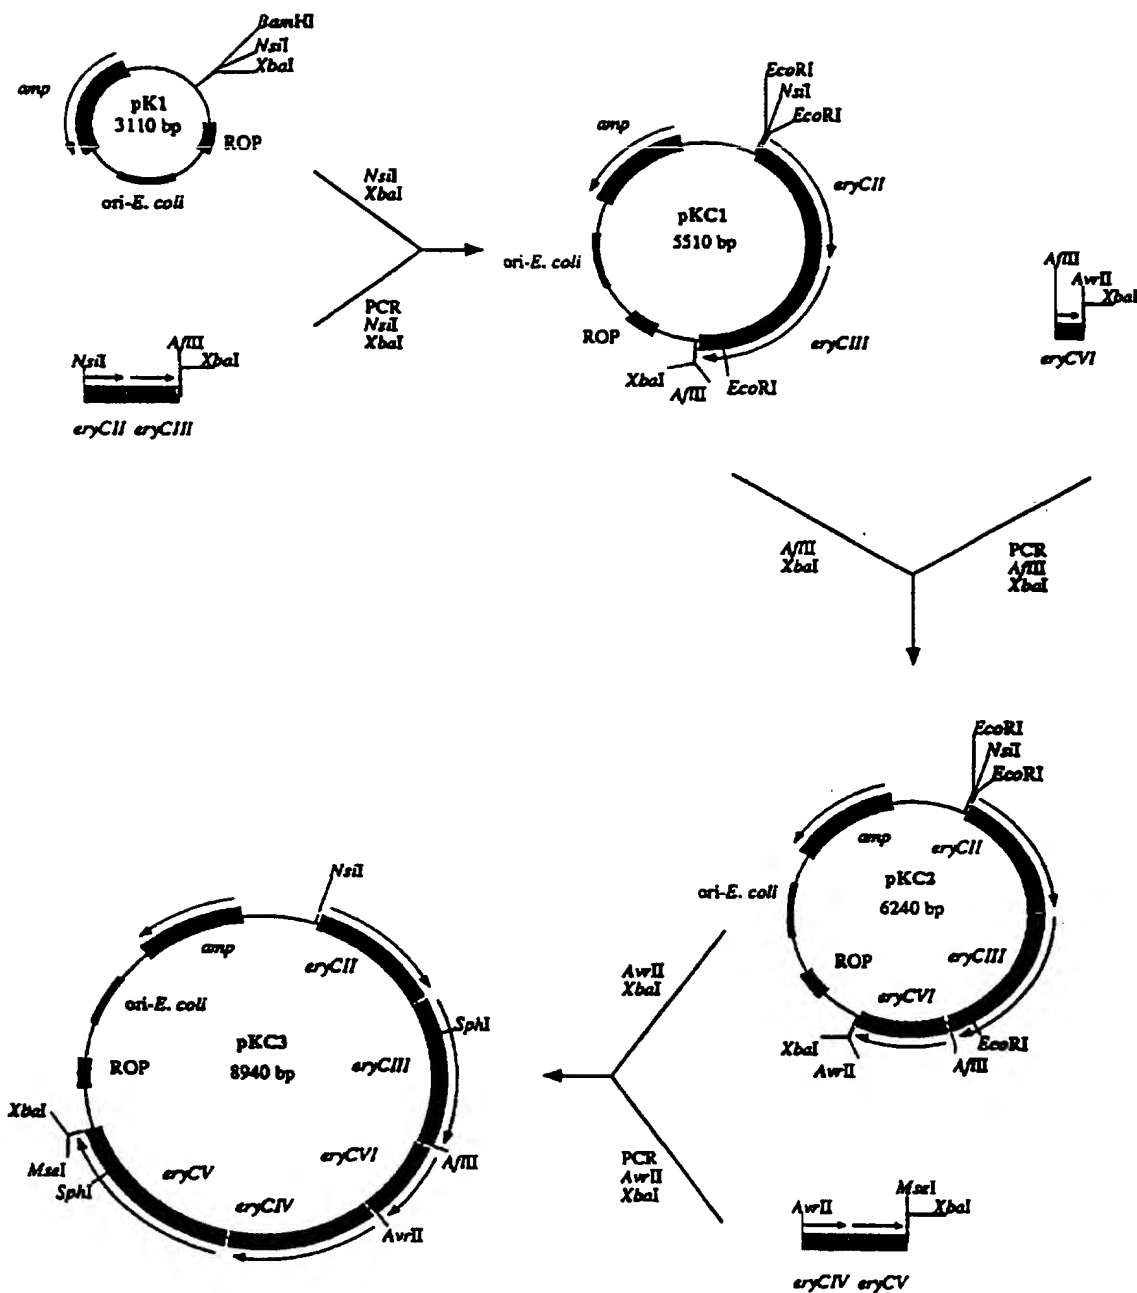 BamHI
NsiI
XbaI
amp
pK1
3110 bp
ROP
ori-E. coli
NsiI
XbaI
PCR
NsiI
XbaI
NsiI
AflII
XbaI
eryCII eryCIII
EcoRI
NsiI
EcoRI
amp
eryCII
pKC1
5510 bp
ori-E. coli
ROP
eryCIII
XbaI
AflII
EcoRI
AflII
AvrII
XbaI
eryCVI
AflII
XbaI
PCR
AflII
XbaI
EcoRI
NsiI
EcoRI
amp
eryCII
pKC2
6240 bp
ori-E. coli
ROP
eryCIII
eryCVI
XbaI
AvrII
AflII
EcoRI
AvrII
XbaI
PCR
AvrII
XbaI
AvrII
MseI
XbaI
eryCIV eryCV
NsiI
amp
eryCII
ori-E. coli
SphI
pKC3
8940 bp
eryCIII
ROP
XbaI
MseI
SphI
eryCV
eryCIV
eryCVI
AflII
AvrII